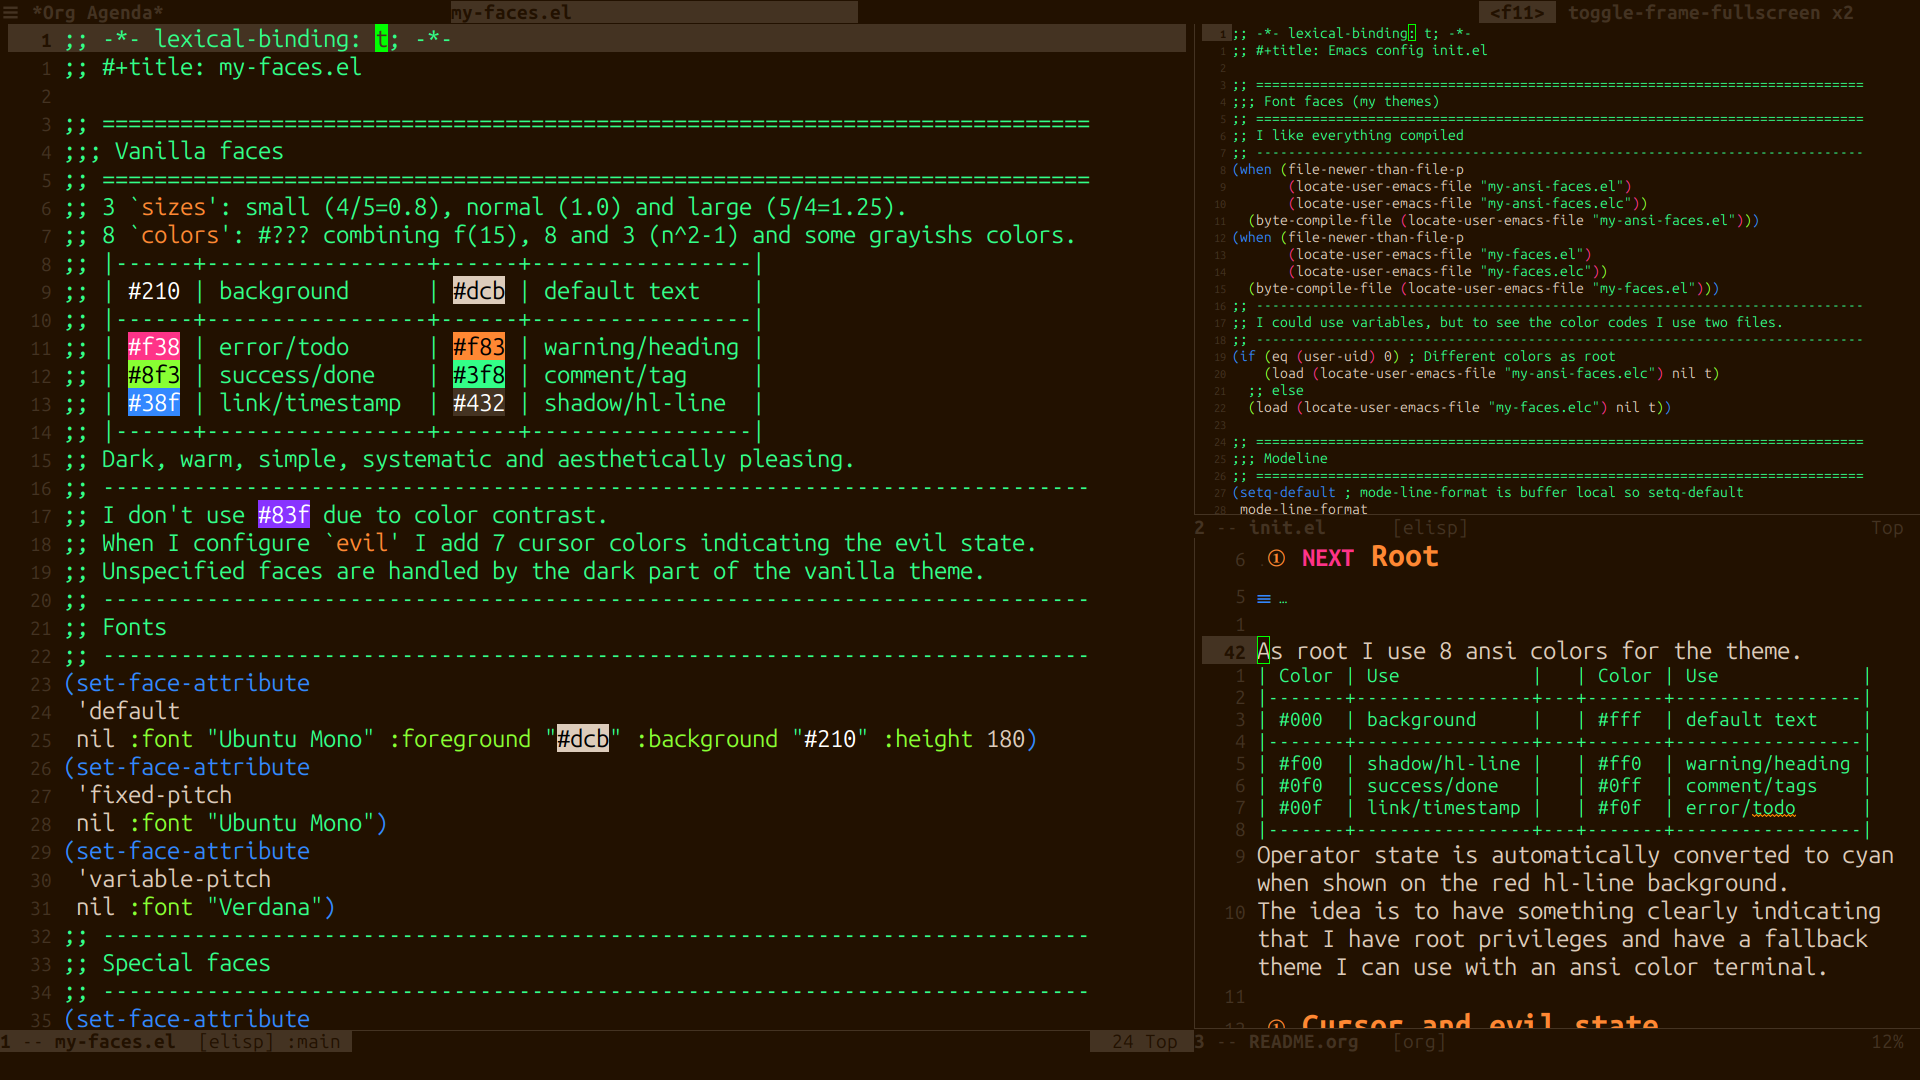 ☰ *Org Agenda* my-faces.el <f11> toggle-frame-fullscreen x2
1 ;; -*- lexical-binding: t; -*-
1 ;; #+title: my-faces.el
2
3 ;; ============================================================================
4 ;;; Vanilla faces
5 ;; ============================================================================
6 ;; 3 `sizes': small (4/5=0.8), normal (1.0) and large (5/4=1.25).
7 ;; 8 `colors': #??? combining f(15), 8 and 3 (n^2-1) and some grayishs colors.
8 ;; |------+-----------------+------+-----------------|
9 ;; | #210 | background | #dcb | default text |
10 ;; |------+-----------------+------+-----------------|
11 ;; | #f38 | error/todo | #f83 | warning/heading |
12 ;; | #8f3 | success/done | #3f8 | comment/tag |
13 ;; | #38f | link/timestamp | #432 | shadow/hl-line |
14 ;; |------+-----------------+------+-----------------|
15 ;; Dark, warm, simple, systematic and aesthetically pleasing.
16 ;; ----------------------------------------------------------------------------
17 ;; I don't use #83f due to color contrast.
18 ;; When I configure `evil' I add 7 cursor colors indicating the evil state.
19 ;; Unspecified faces are handled by the dark part of the vanilla theme.
20 ;; ----------------------------------------------------------------------------
21 ;; Fonts
22 ;; ----------------------------------------------------------------------------
23 (set-face-attribute
24 'default
25 nil :font "Ubuntu Mono" :foreground "#dcb" :background "#210" :height 180)
26 (set-face-attribute
27 'fixed-pitch
28 nil :font "Ubuntu Mono")
29 (set-face-attribute
30 'variable-pitch
31 nil :font "Verdana")
32 ;; ----------------------------------------------------------------------------
33 ;; Special faces
34 ;; ----------------------------------------------------------------------------
35 (set-face-attribute
1 -- my-faces.el [elisp] :main 24 Top
1 ;; -*- lexical-binding: t; -*-
1 ;; #+title: Emacs config init.el
2
3 ;; ============================================================================
4 ;;; Font faces (my themes)
5 ;; ============================================================================
6 ;; I like everything compiled
7 ;; ----------------------------------------------------------------------------
8 (when (file-newer-than-file-p
9 (locate-user-emacs-file "my-ansi-faces.el")
10 (locate-user-emacs-file "my-ansi-faces.elc"))
11 (byte-compile-file (locate-user-emacs-file "my-ansi-faces.el")))
12 (when (file-newer-than-file-p
13 (locate-user-emacs-file "my-faces.el")
14 (locate-user-emacs-file "my-faces.elc"))
15 (byte-compile-file (locate-user-emacs-file "my-faces.el")))
16 ;; ----------------------------------------------------------------------------
17 ;; I could use variables, but to see the color codes I use two files.
18 ;; ----------------------------------------------------------------------------
19 (if (eq (user-uid) 0) ; Different colors as root
20 (load (locate-user-emacs-file "my-ansi-faces.elc") nil t)
21 ;; else
22 (load (locate-user-emacs-file "my-faces.elc") nil t))
23
24 ;; ============================================================================
25 ;;; Modeline
26 ;; ============================================================================
27 (setq-default ; mode-line-format is buffer local so setq-default
28 mode-line-format
2 -- init.el [elisp] Top
6 ① NEXT Root
5 ≡ …
1
42 As root I use 8 ansi colors for the theme.
1 | Color | Use | | Color | Use |
2 |-------+----------------+---+-------+-----------------|
3 | #000 | background | | #fff | default text |
4 |-------+----------------+---+-------+-----------------|
5 | #f00 | shadow/hl-line | | #ff0 | warning/heading |
6 | #0f0 | success/done | | #0ff | comment/tags |
7 | #00f | link/timestamp | | #f0f | error/todo |
8 |-------+----------------+---+-------+-----------------|
9 Operator state is automatically converted to cyan
when shown on the red hl-line background.
10 The idea is to have something clearly indicating
that I have root privileges and have a fallback
theme I can use with an ansi color terminal.
11
12 ① Cursor and evil state
3 -- README.org [org] 12%